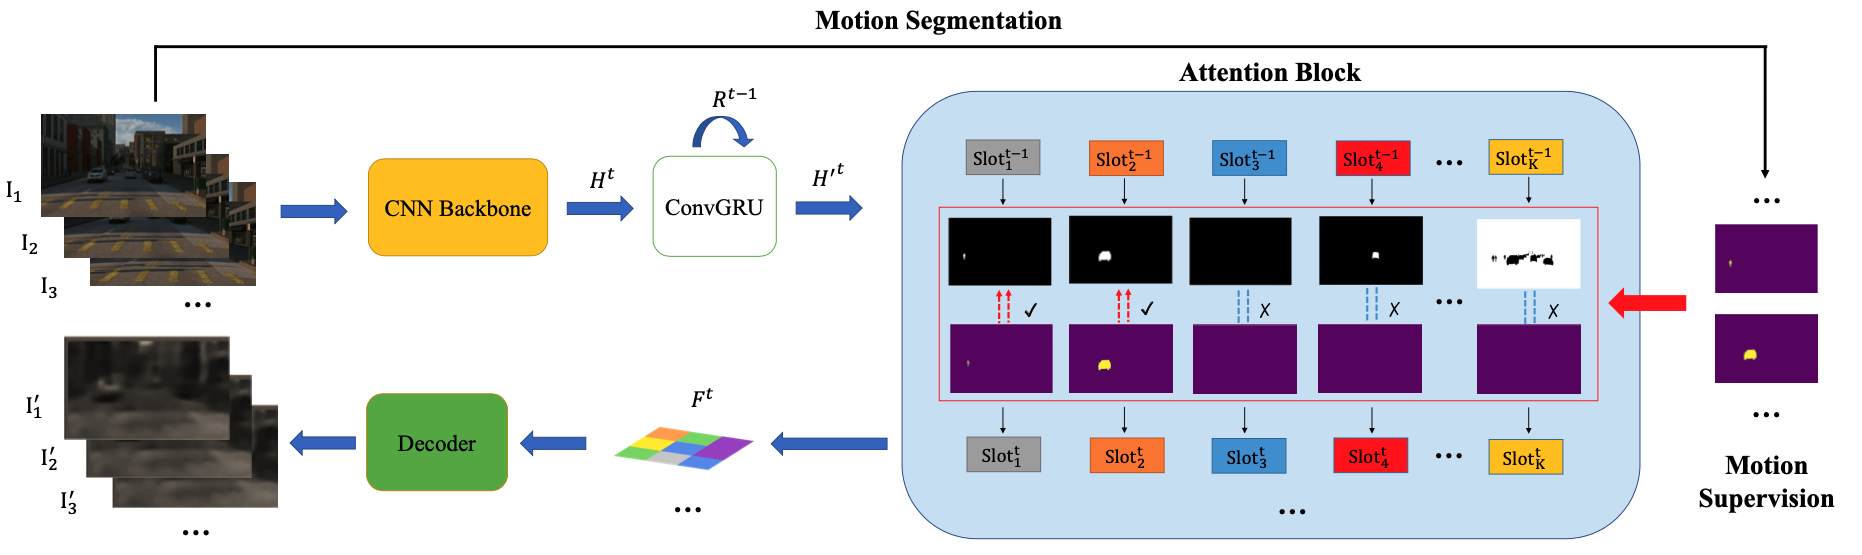 Motion Segmentation
Attention Block
R^{t−1}
I_1
I_2
I_3
...
CNN Backbone
H^t
ConvGRU
H'^t
Slot_1^{t−1}
Slot_2^{t−1}
Slot_3^{t−1}
Slot_4^{t−1}
...
Slot_K^{t−1}
✓
✓
✗
✗
...
✗
Slot_1^t
Slot_2^t
Slot_3^t
Slot_4^t
...
Slot_K^t
...
...
...
Motion
Supervision
F^t
...
Decoder
I'_1
I'_2
I'_3
...